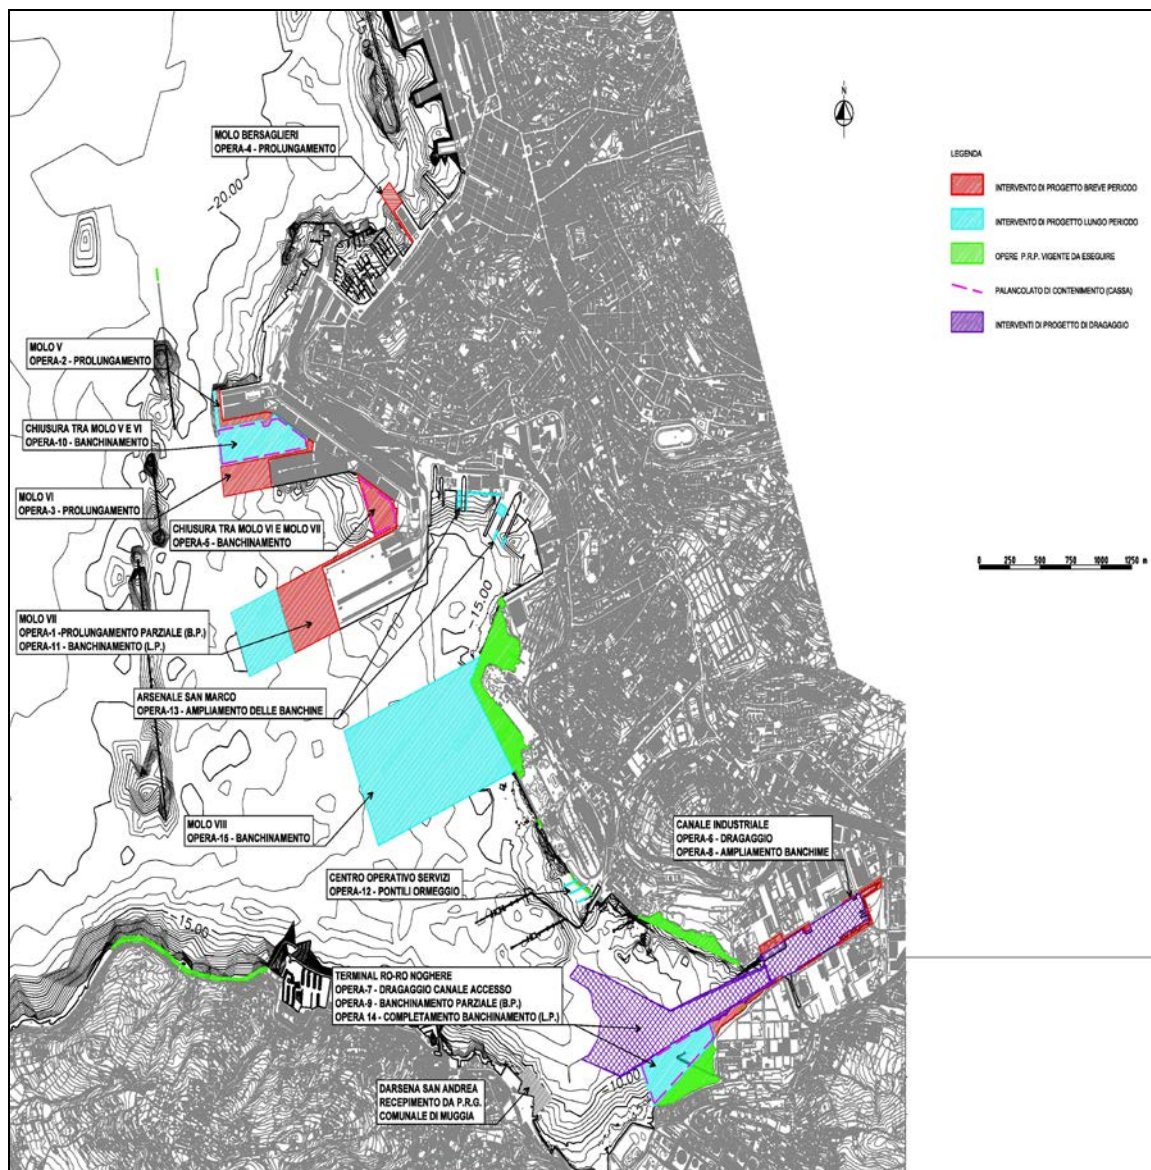 N
MOLO BERSAGLIERI
OPERA-4 - PROLUNGAMENTO
-20.00
LEGENDA
INTERVENTO DI PROGETTO BREVE PERIODO
INTERVENTO DI PROGETTO LUNGO PERIODO
OPERE P.R.P. VIGENTE DA ESEGUIRE
PALANCOLATO DI CONTENIMENTO (CASSA)
INTERVENTI DI PROGETTO DI DRAGAGGIO
MOLO V
OPERA-2 - PROLUNGAMENTO
CHIUSURA TRA MOLO V E VI
OPERA-10 - BANCHINAMENTO
MOLO VI
OPERA-3 - PROLUNGAMENTO
CHIUSURA TRA MOLO VI E MOLO VII
OPERA-5 - BANCHINAMENTO
0 250 500 750 1000 1250 m
-15.00
MOLO VII
OPERA-1 -PROLUNGAMENTO PARZIALE (B.P.)
OPERA-11 - BANCHINAMENTO (L.P.)
ARSENALE SAN MARCO
OPERA-13 - AMPLIAMENTO DELLE BANCHINE
MOLO VIII
OPERA-15 - BANCHINAMENTO
CANALE INDUSTRIALE
OPERA-6 - DRAGAGGIO
OPERA-8 - AMPLIAMENTO BANCHIME
CENTRO OPERATIVO SERVIZI
OPERA-12 - PONTILI ORMEGGIO
-15.00
TERMINAL RO-RO NOGHERE
OPERA-7 - DRAGAGGIO CANALE ACCESSO
OPERA-9 - BANCHINAMENTO PARZIALE (B.P.)
OPERA 14 - COMPLETAMENTO BANCHINAMENTO (L.P.)
-10.00
DARSENA SAN ANDREA
RECEPIMENTO DA P.R.G.
COMUNALE DI MUGGIA